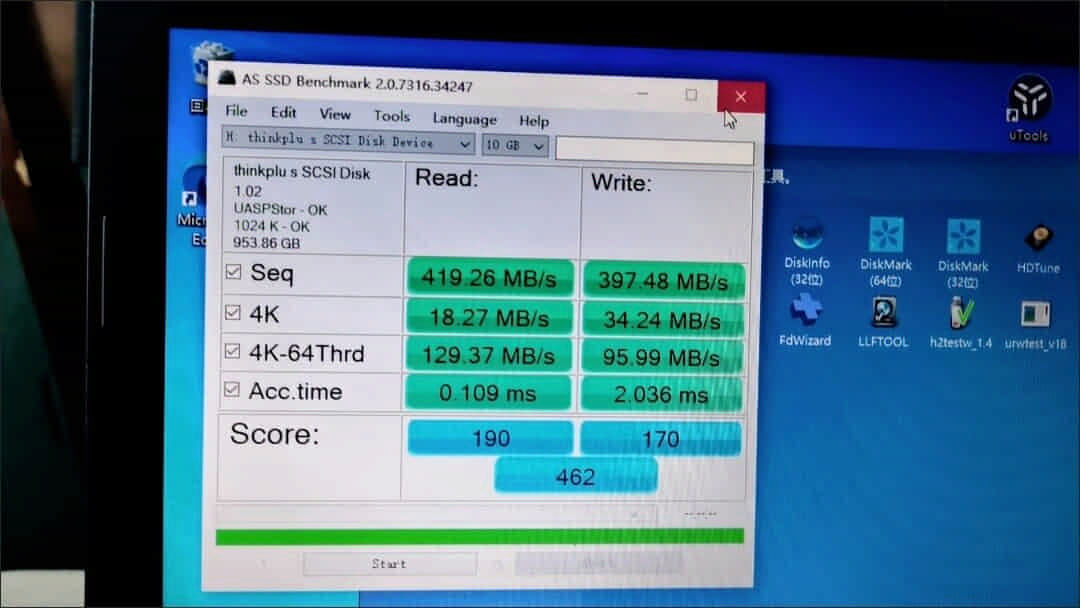 AS SSD Benchmark 2.0.7316.34247
File Edit View Tools Language Help
H: thinkplu s SCSI Disk Device
10 GB
thinkplu s SCSI Disk
1.02
UASPStor - OK
1024 K - OK
953.86 GB
Read:
Write:
Seq
419.26 MB/s
397.48 MB/s
4K
18.27 MB/s
34.24 MB/s
4K-64Thrd
129.37 MB/s
95.99 MB/s
Acc.time
0.109 ms
2.036 ms
Score:
190
170
462
Start
uTools
具。
DiskInfo
(32位)
DiskMark
(64位)
DiskMark
(32位)
HDTune
FdWizard
LLFTOOL
h2testw_1.4
urwtest_v18